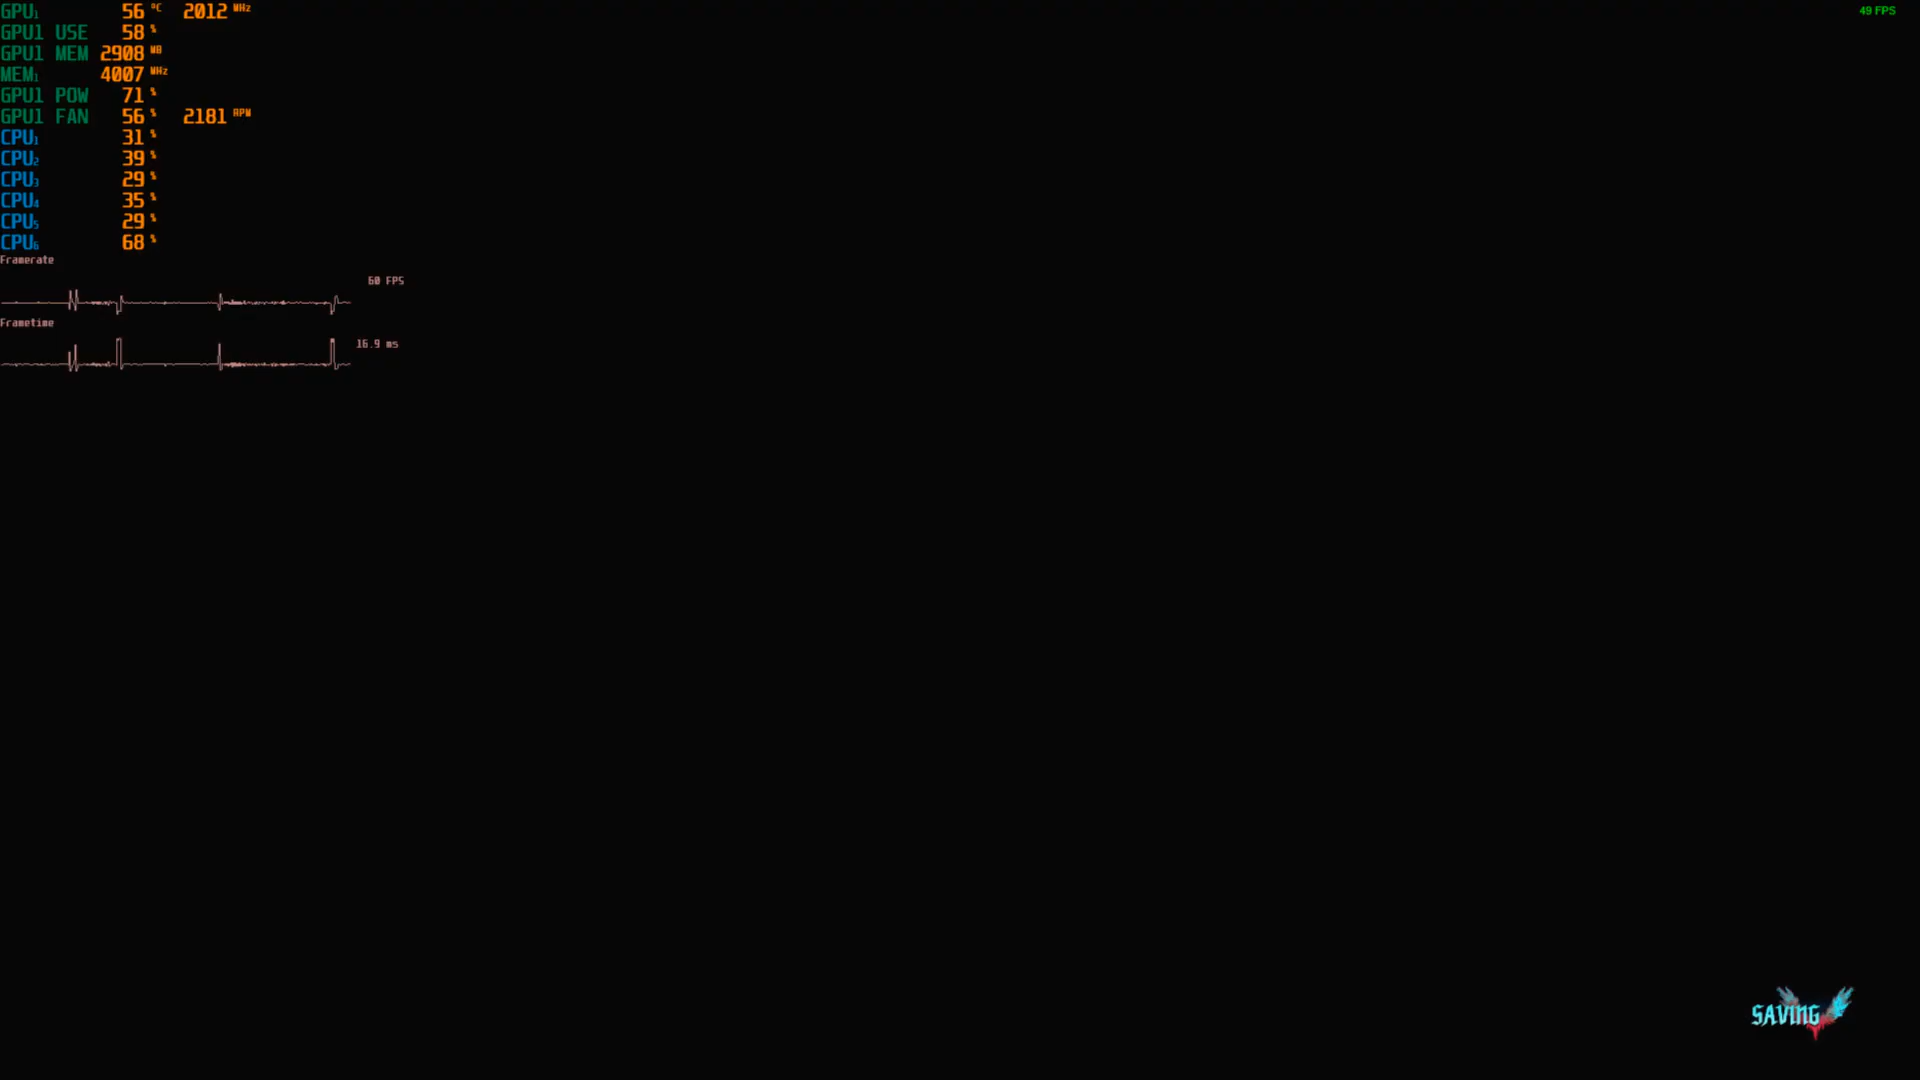 GPU1 56 °C 2012 MHz
49 FPS
GPU1 USE 58 %
GPU1 MEM 2908 MB
MEM1 4007 MHz
GPU1 POW 71 %
GPU1 FAN 56 % 2181 RPM
CPU1 31 %
CPU2 39 %
CPU3 29 %
CPU4 35 %
CPU5 29 %
CPU6 68 %
Framerate
60 FPS
Frametime
16.9 ms
SAVING